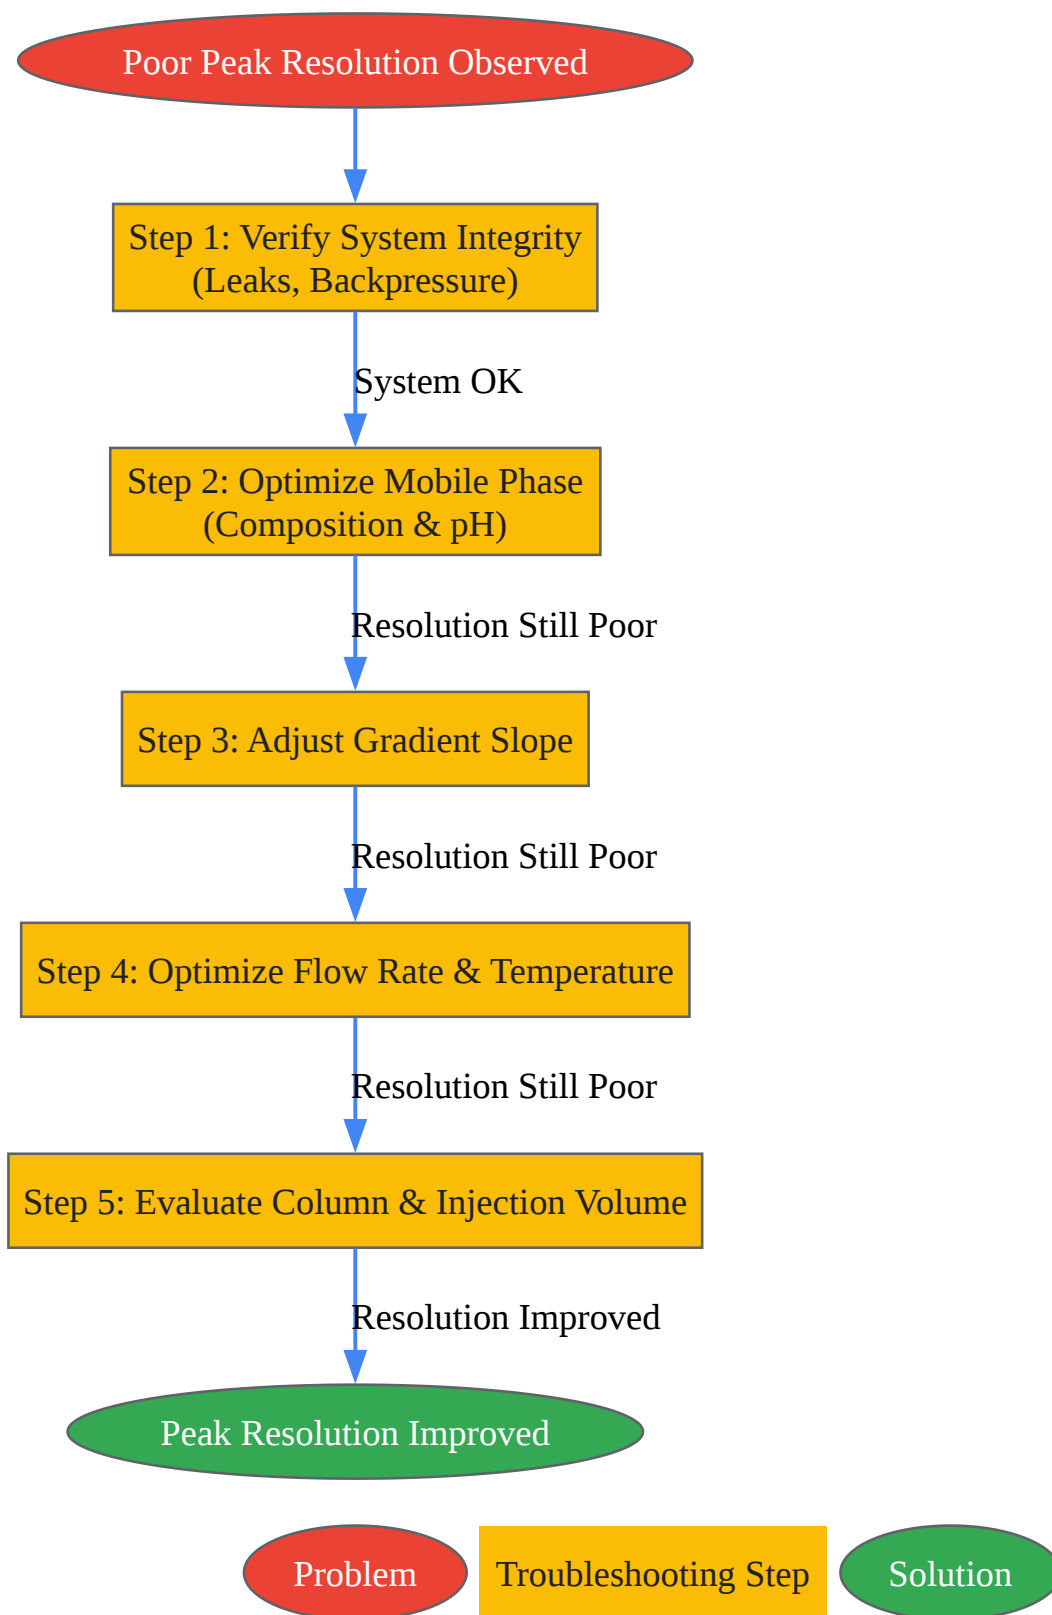 Poor Peak Resolution Observed
Step 1: Verify System Integrity
(Leaks, Backpressure)
System OK
Step 2: Optimize Mobile Phase
(Composition & pH)
Resolution Still Poor
Step 3: Adjust Gradient Slope
Resolution Still Poor
Step 4: Optimize Flow Rate & Temperature
Resolution Still Poor
Step 5: Evaluate Column & Injection Volume
Resolution Improved
Peak Resolution Improved
Problem
Troubleshooting Step
Solution